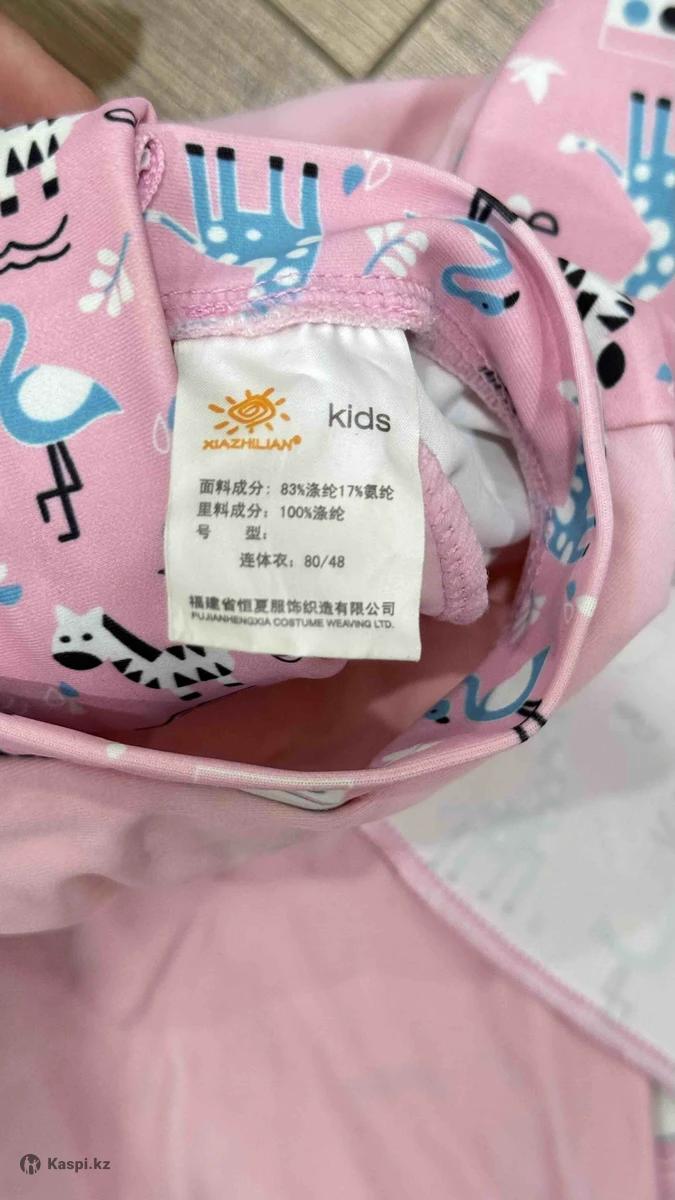 XIAZHILIAN®
kids
面料成分：83%涤纶17%氨纶
里料成分：100%涤纶
号 型：
连体衣：80/48
福建省恒夏服饰织造有限公司
FUJIANHENGXIA COSTUME WEAVING LTD.
Kaspi.kz